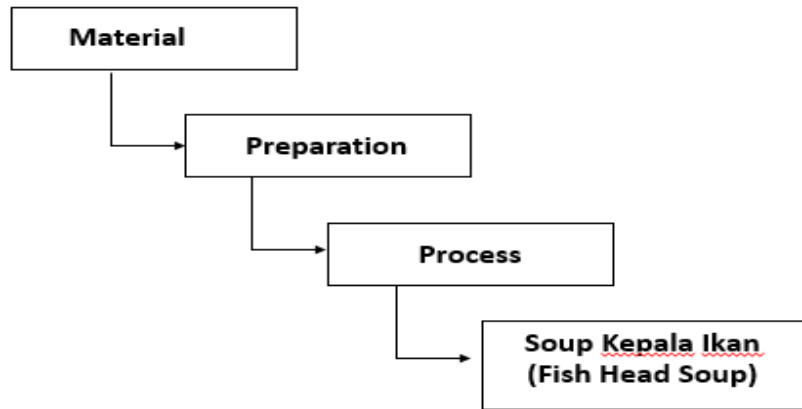 Material
Preparation
Process
Soup Kepala Ikan
(Fish Head Soup)